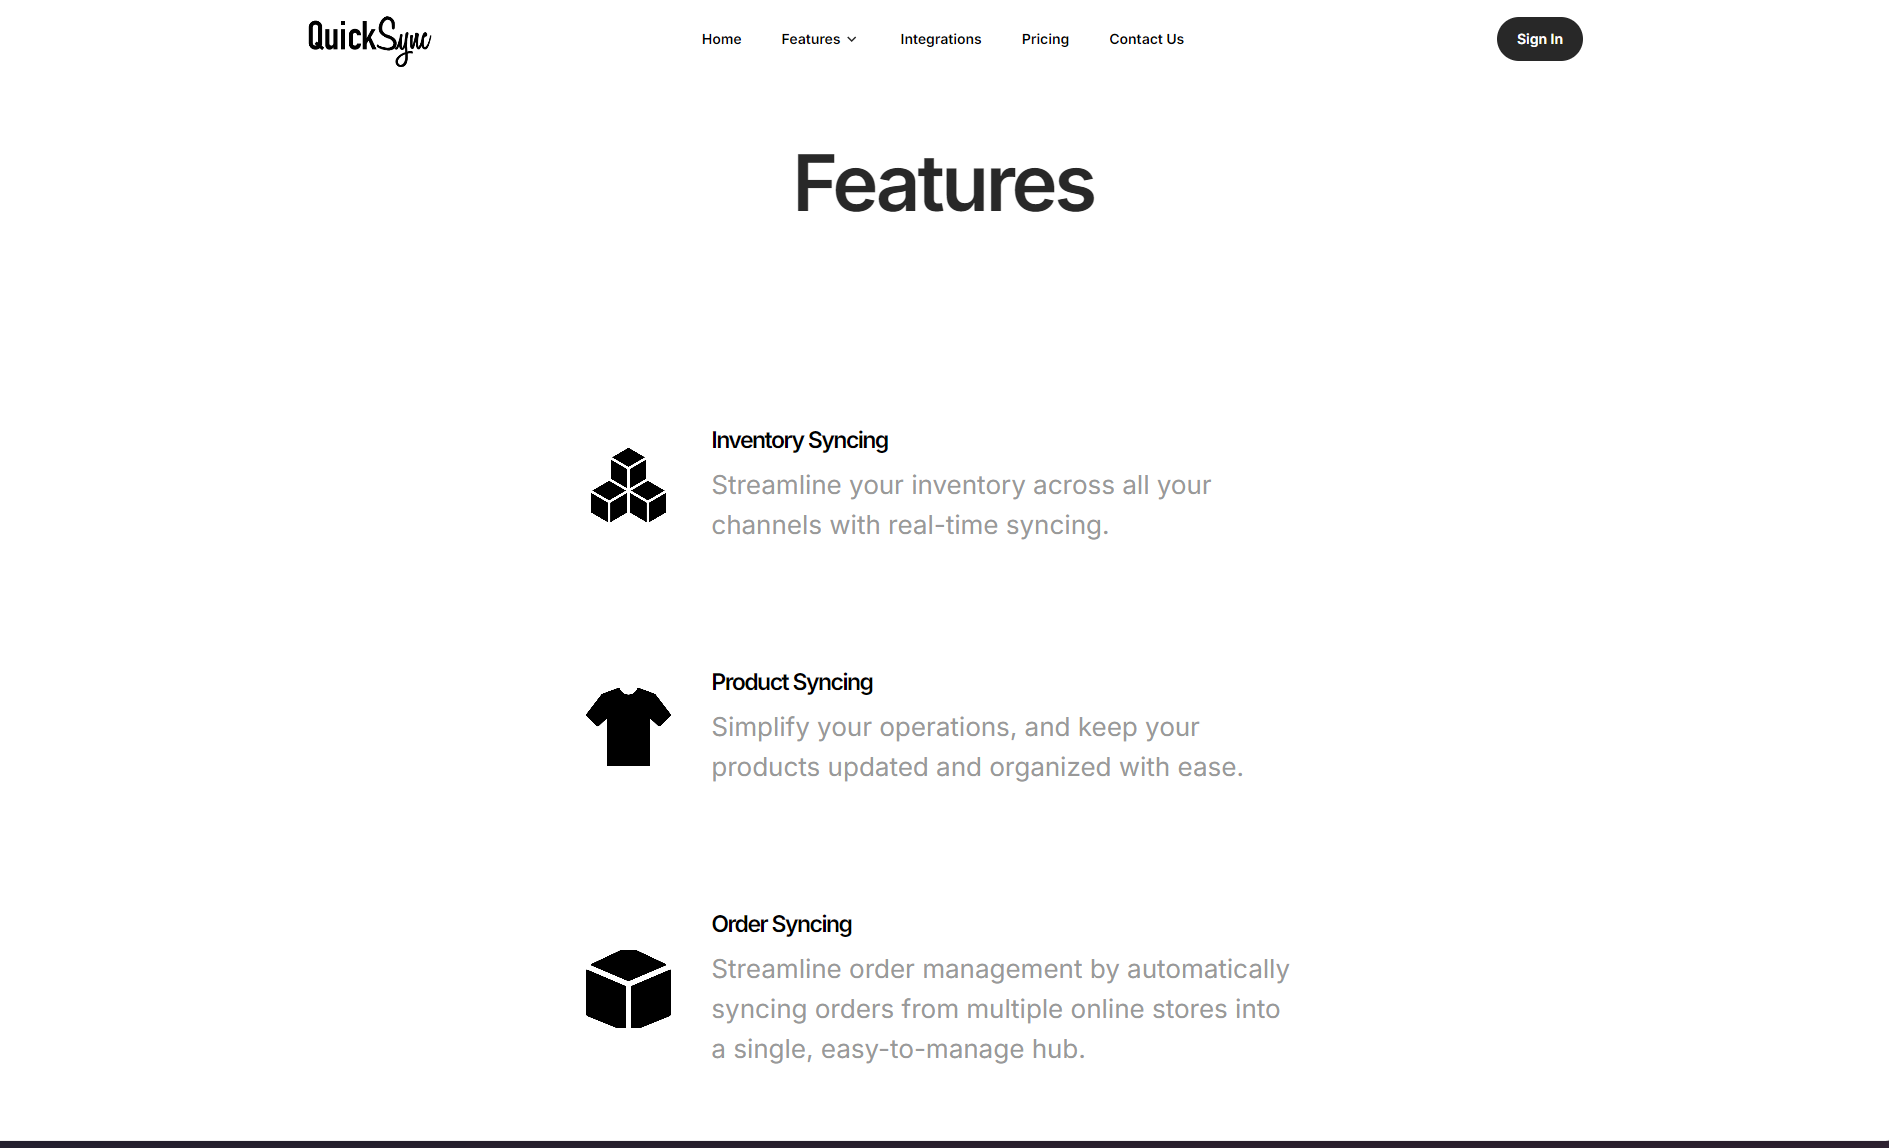 QuickSync
Home Features Integrations Pricing Contact Us Sign In
Features
Inventory Syncing
Streamline your inventory across all your
channels with real-time syncing.
Product Syncing
Simplify your operations, and keep your
products updated and organized with ease.
Order Syncing
Streamline order management by automatically
syncing orders from multiple online stores into
a single, easy-to-manage hub.